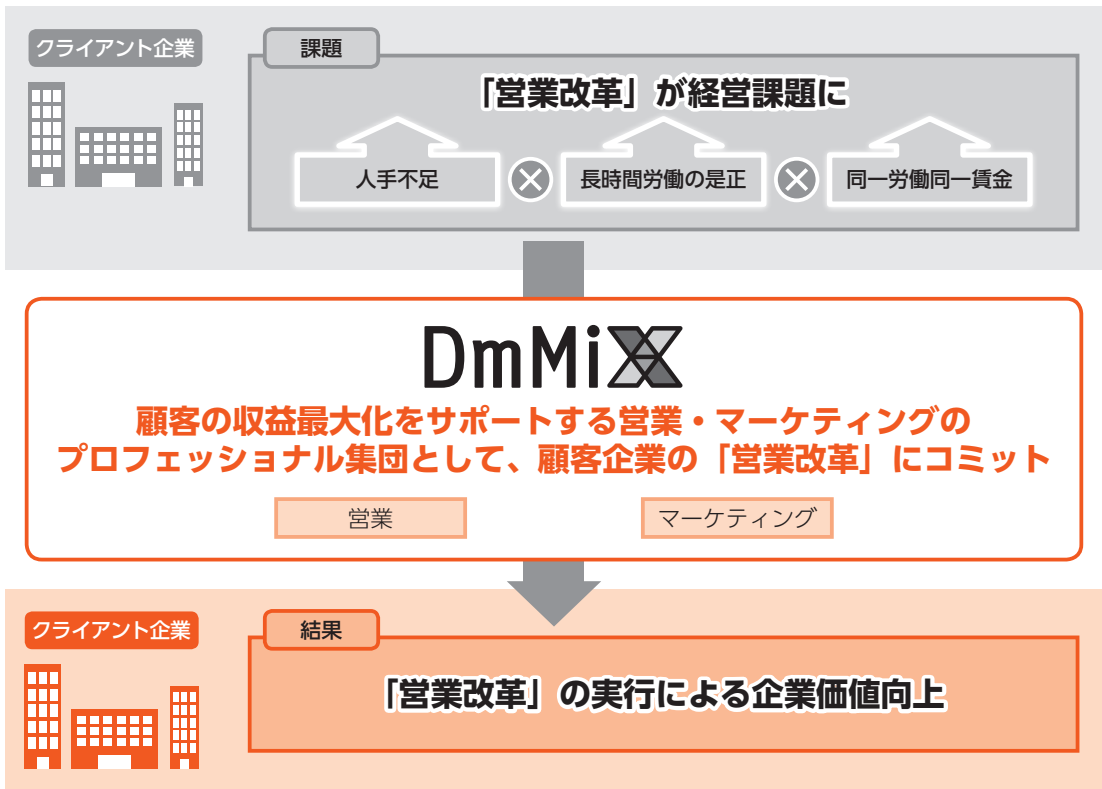 クライアント企業
課題
「営業改革」が経営課題に
人手不足
長時間労働の是正
同一労働同一賃金
DmMiX
顧客の収益最大化をサポートする営業・マーケティングの
プロフェッショナル集団として、顧客企業の「営業改革」にコミット
営業
マーケティング
クライアント企業
結果
「営業改革」の実行による企業価値向上